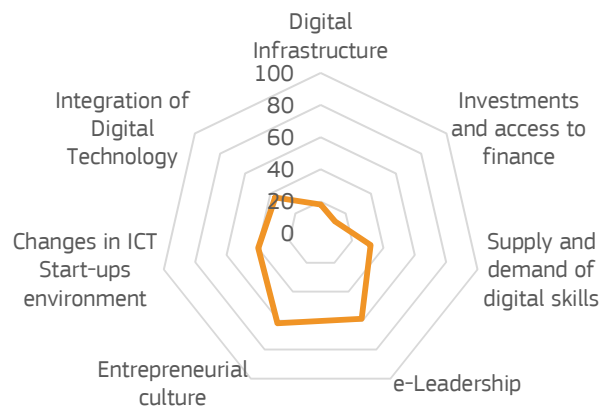 Digital
Infrastructure
100
80
60
40
20
0
Investments
and access to
finance
Supply and
demand of
digital skills
e-Leadership
Entrepreneurial
culture
Changes in ICT
Start-ups
environment
Integration of
Digital
Technology